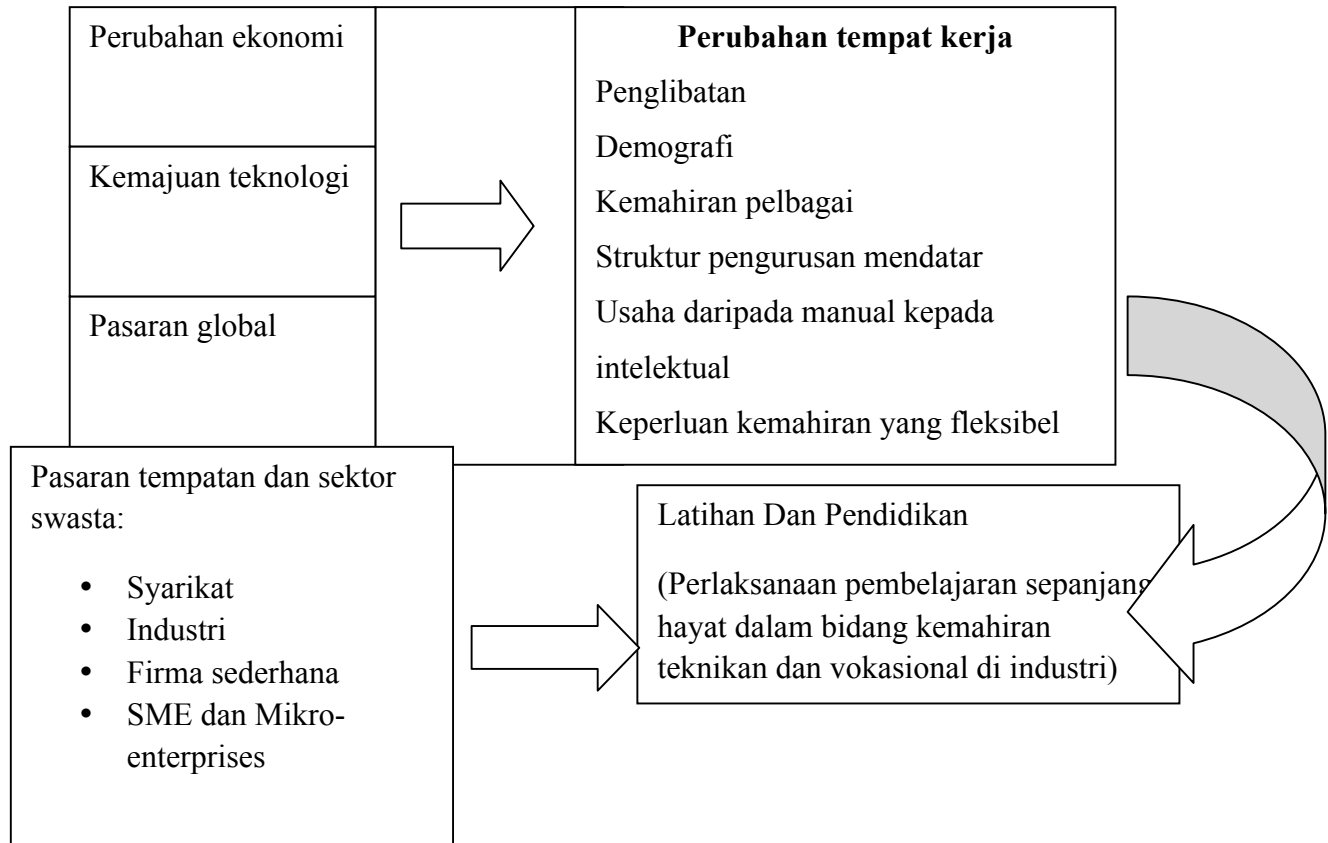 Perubahan ekonomi
Kemajuan teknologi
Pasaran global
Perubahan tempat kerja
Penglibatan
Demografi
Kemahiran pelbagai
Struktur pengurusan mendatar
Usaha daripada manual kepada
intelektual
Keperluan kemahiran yang fleksibel
Pasaran tempatan dan sektor
swasta:
• Syarikat
• Industri
• Firma sederhana
• SME dan Mikro-
enterprises
Latihan Dan Pendidikan
(Perlaksanaan pembelajaran sepanjang
hayat dalam bidang kemahiran
teknikan dan vokasional di industri)